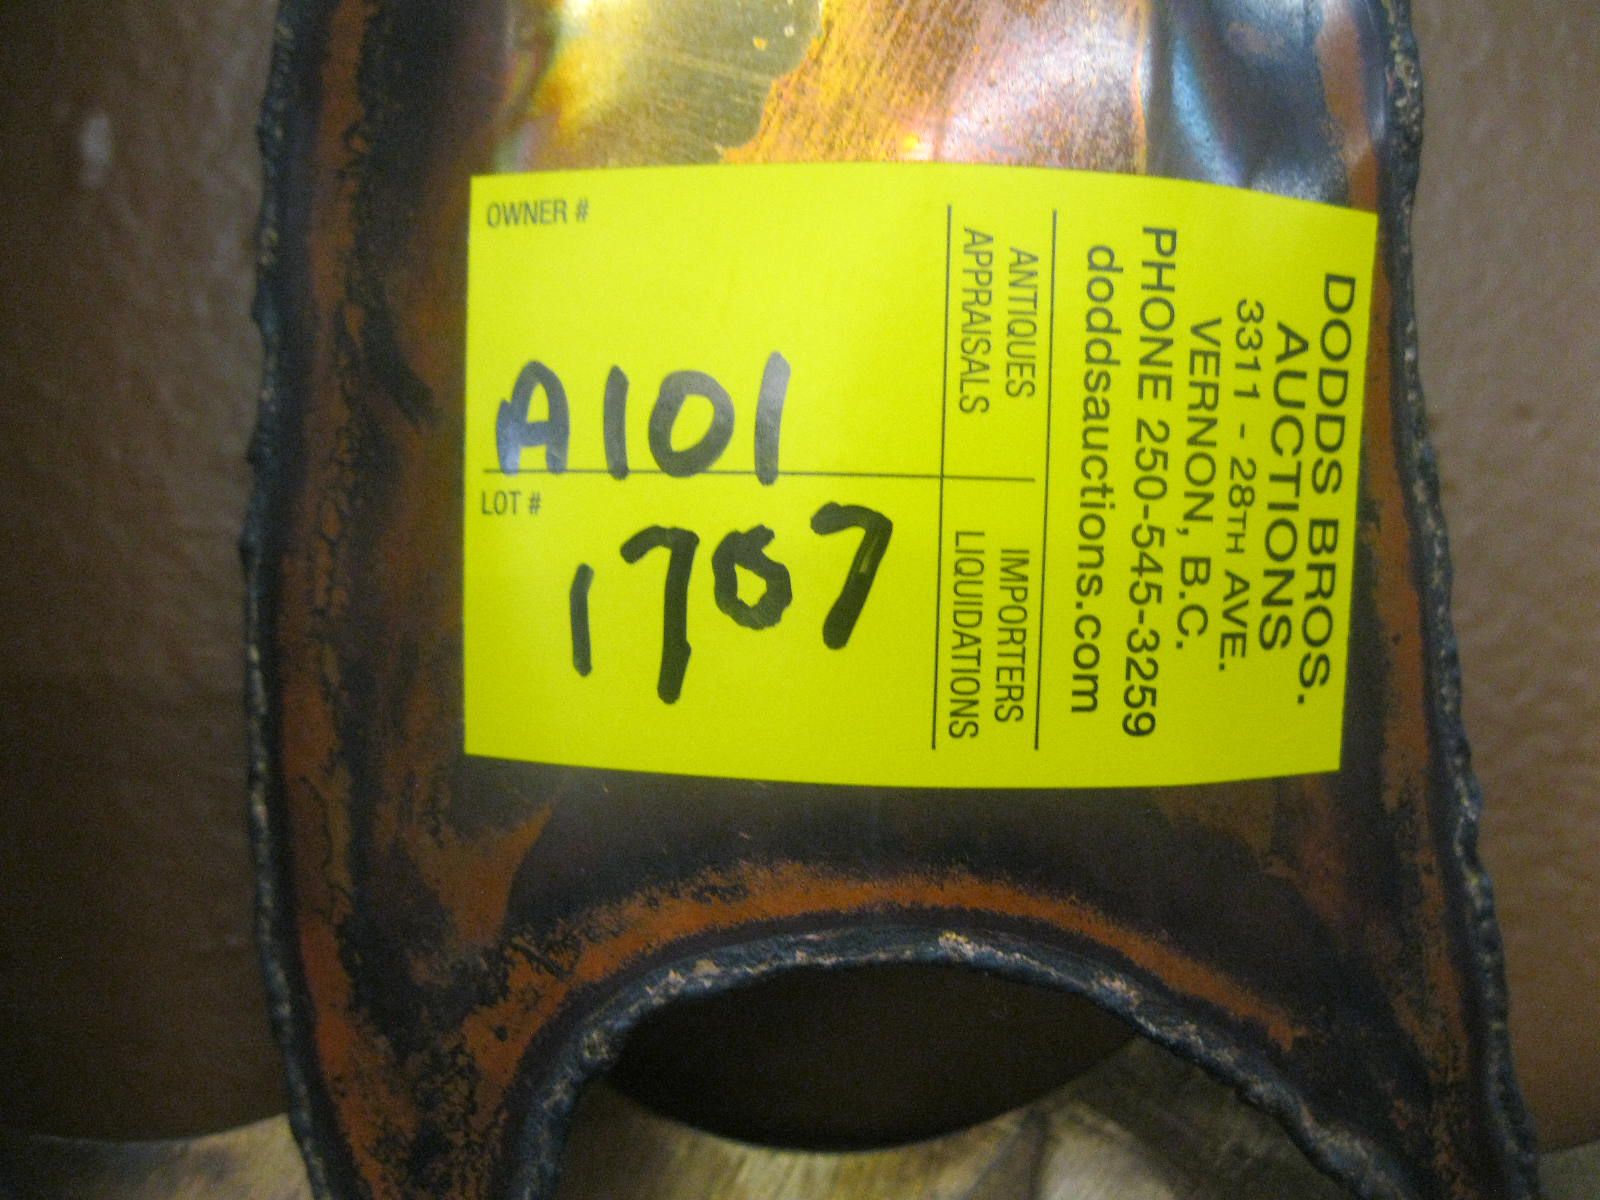 DODDS BROS.
AUCTIONS
3311 - 28TH AVE.
VERNON, B.C.
PHONE 250-545-3259
doddsauctions.com
ANTIQUES IMPORTERS
APPRAISALS LIQUIDATIONS
OWNER #
A101
LOT #
1787